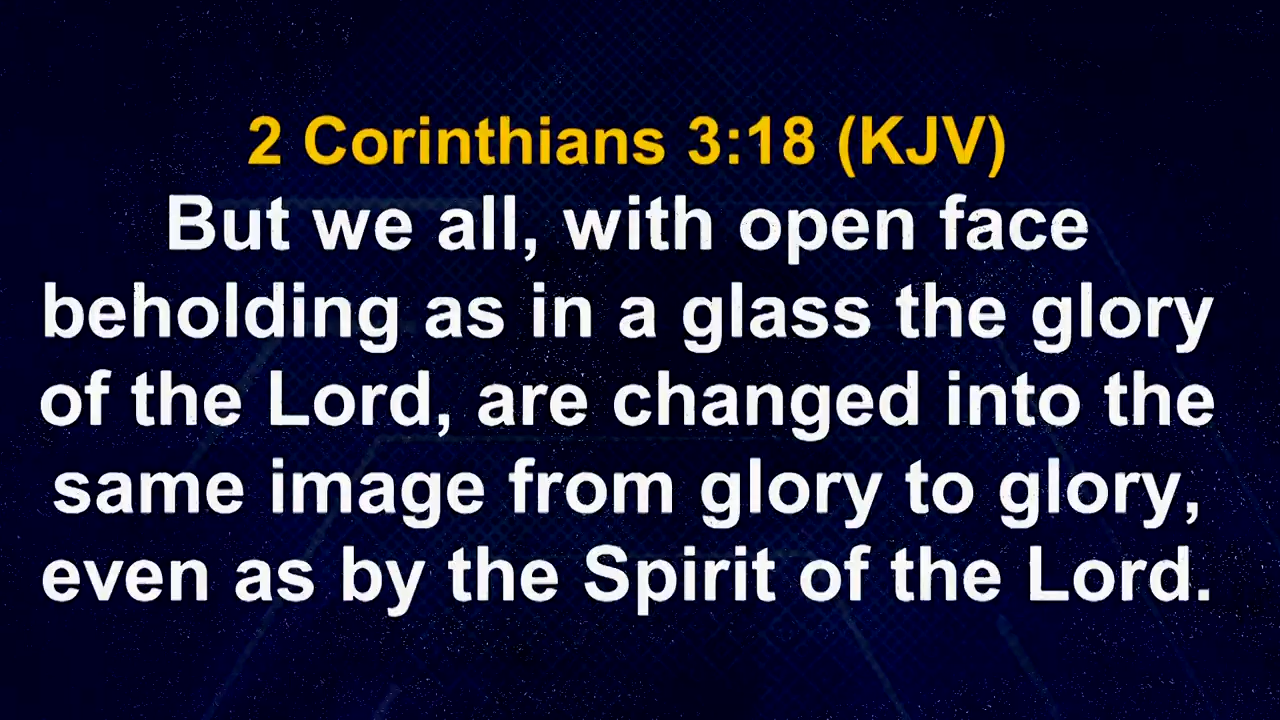 2 Corinthians 3:18 (KJV)
But we all, with open face
beholding as in a glass the glory
of the Lord, are changed into the
same image from glory to glory,
even as by the Spirit of the Lord.